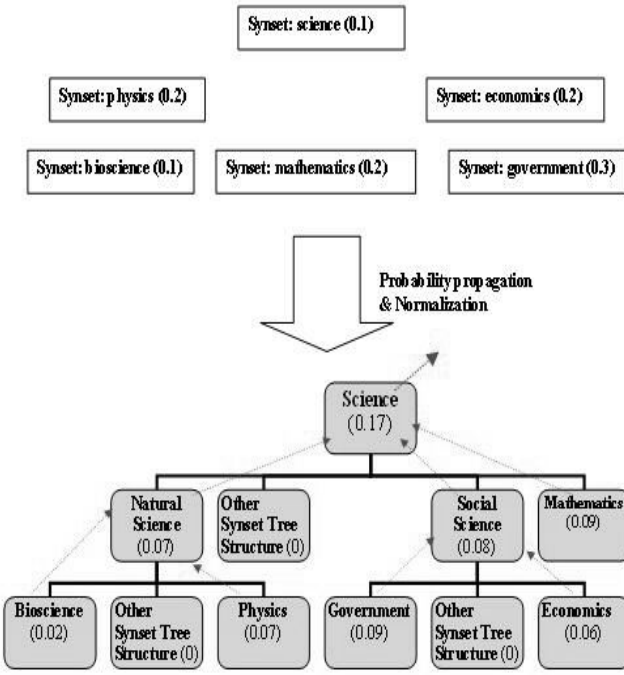 Synset: science (0.1)
Synset: physics (0.2)
Synset: economics (0.2)
Synset: bioscience (0.1)
Synset: mathematics (0.2)
Synset: government (0.3)
Probability propagation
& Normalization
Science
(0.17)
Natural
Science
(0.07)
Other
Synset Tree
Structure (0)
Social
Science
(0.08)
Mathematics
(0.09)
Bioscience
(0.02)
Other
Synset Tree
Structure (0)
Physics
(0.07)
Government
(0.09)
Other
Synset Tree
Structure (0)
Economics
(0.06)